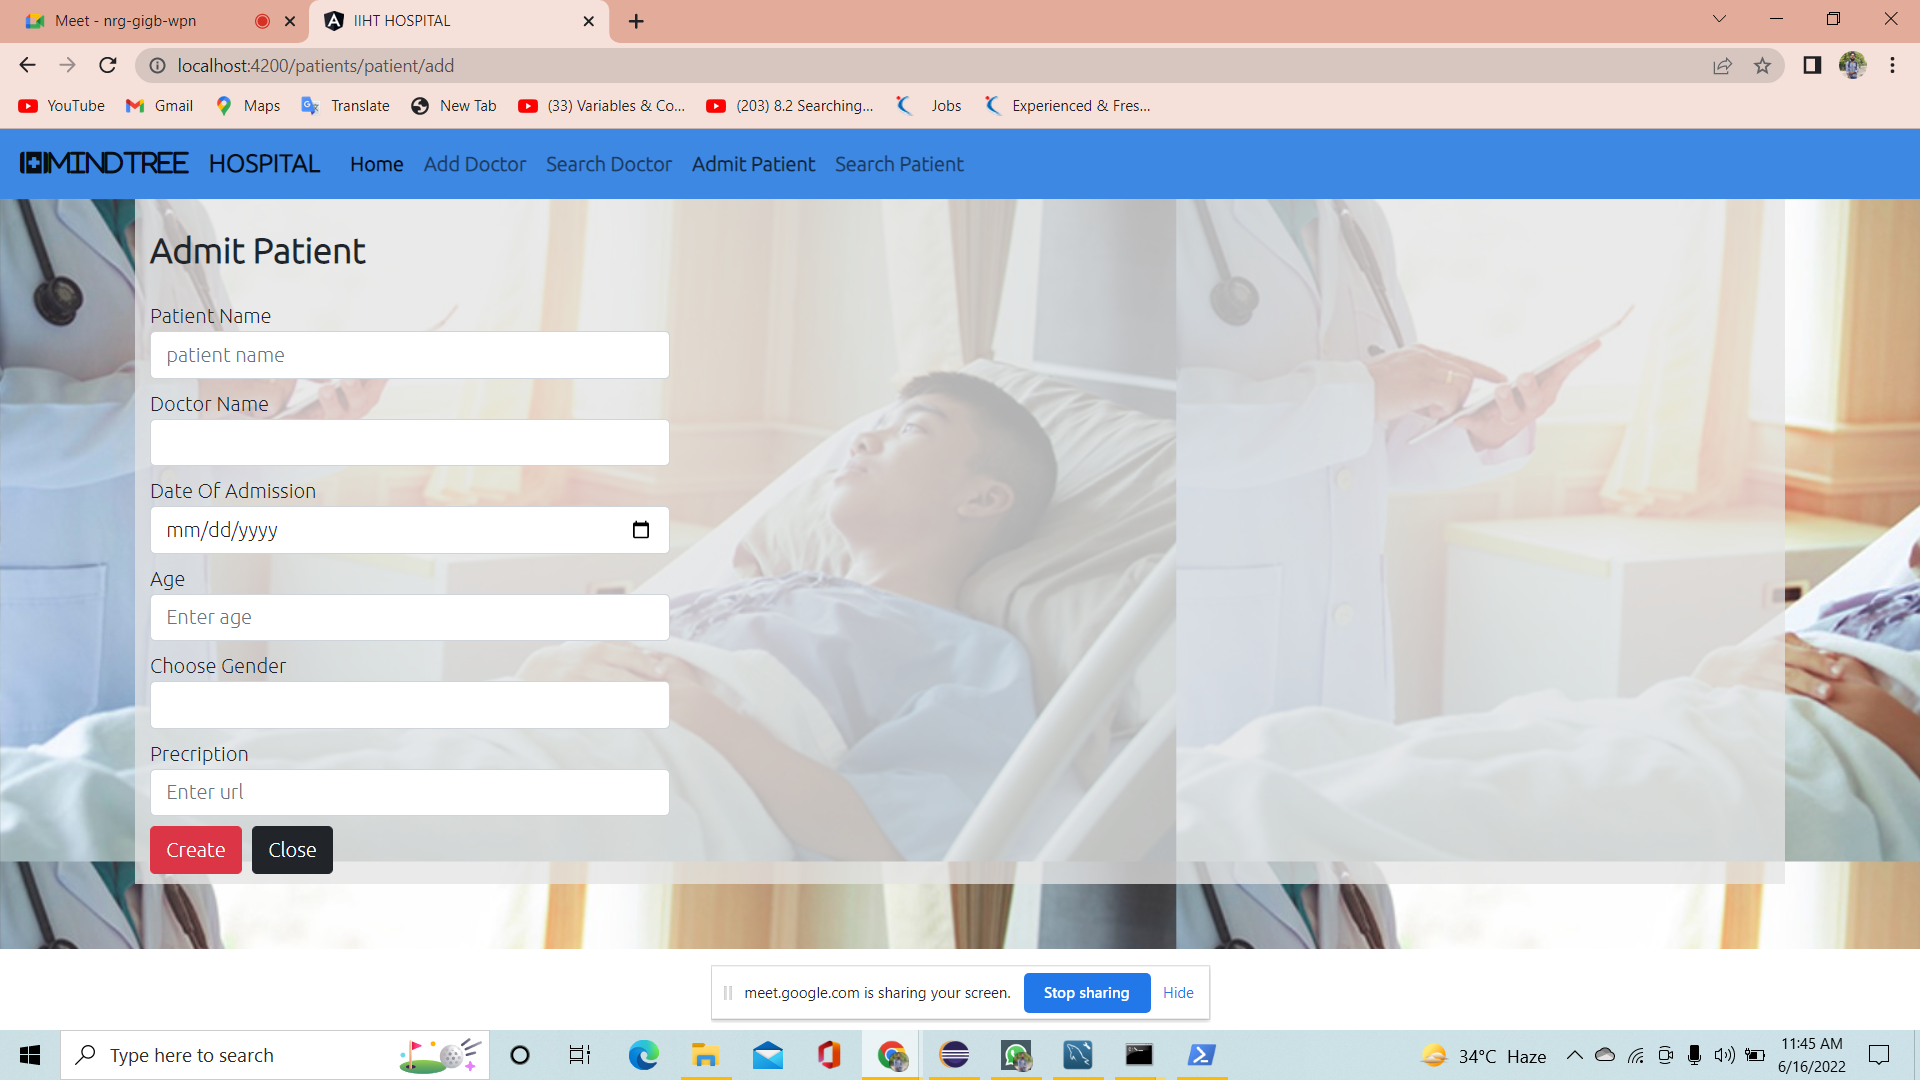 Meet - nrg-gigb-wpn
IIHT HOSPITAL
localhost:4200/patients/patient/add
YouTube Gmail Maps Translate New Tab (33) Variables & Co... (203) 8.2 Searching... Jobs Experienced & Fres...
MINDTREE HOSPITAL Home Add Doctor Search Doctor Admit Patient Search Patient
Admit Patient
Patient Name
patient name
Doctor Name
Date Of Admission
mm/dd/yyyy
Age
Enter age
Choose Gender
Precription
Enter url
Create Close
meet.google.com is sharing your screen. Stop sharing Hide
Type here to search
34°C Haze
11:45 AM
6/16/2022